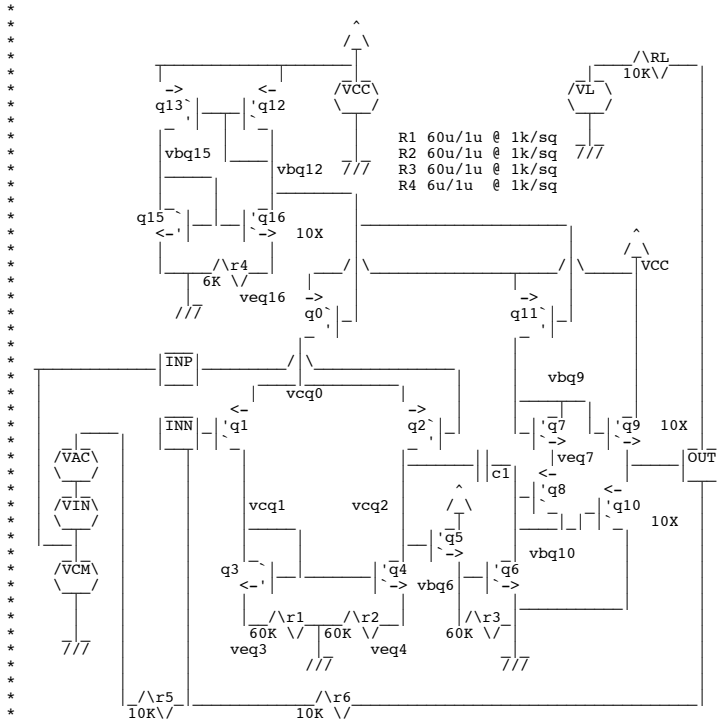 /\RL
10K\/
/VCC\
/VL\
q13 q12
R1 60u/1u @ 1k/sq
R2 60u/1u @ 1k/sq
R3 60u/1u @ 1k/sq
R4 6u/1u @ 1k/sq
vbq15
vbq12
///
///
q15 q16
10X
/\r4
6K \/
VCC
veq16
///
q0 q11
INP
vcq0
vbq9
INN
q1 q2 q7 q9
10X
/VAC\
veq7
OUT
c1
q8
/VIN\
vcq1 vcq2
q10
10X
q5
vbq10
/VCM\
q3 q4
vbq6
q6
/\r1 /\r2 /\r3
60K \/ 60K \/ 60K \/
veq3 veq4
///
///
///
/\r5 /\r6
10K\/ 10K \/